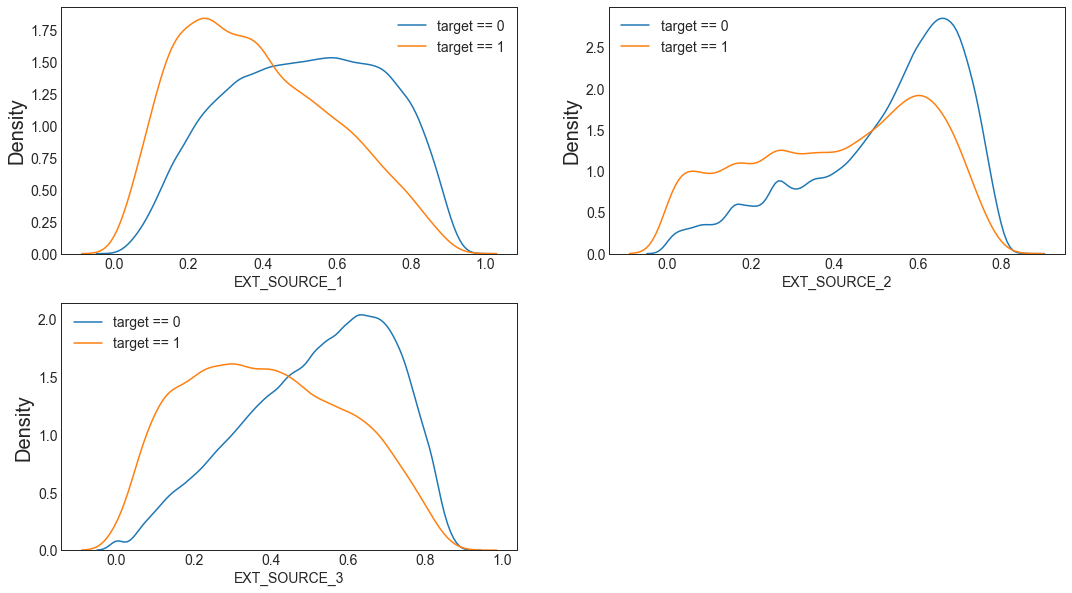 Density
1.75
1.50
1.25
1.00
0.75
0.50
0.25
0.00
target == 0
target == 1
0.0 0.2 0.4 0.6 0.8 1.0
EXT_SOURCE_1
Density
2.5
2.0
1.5
1.0
0.5
0.0
target == 0
target == 1
0.0 0.2 0.4 0.6 0.8
EXT_SOURCE_2
Density
2.0
1.5
1.0
0.5
0.0
target == 0
target == 1
0.0 0.2 0.4 0.6 0.8 1.0
EXT_SOURCE_3